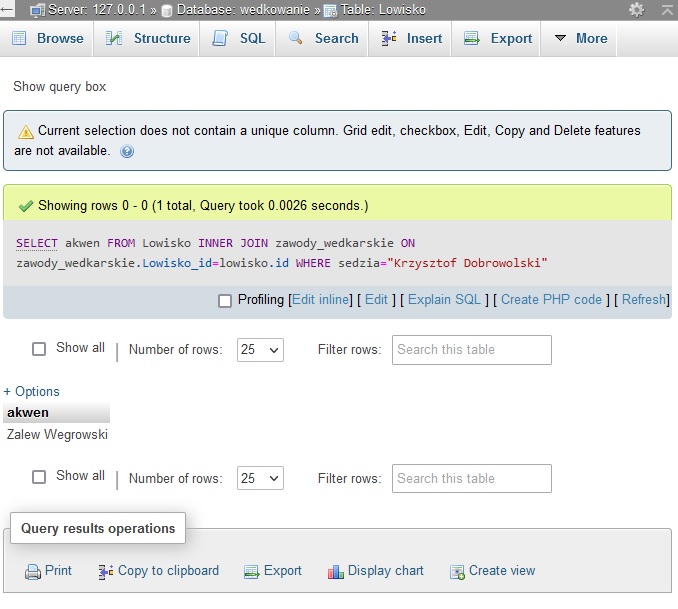 Server: 127.0.0.1 » Database: wedkowanie » Table: Lowisko
Browse Structure SQL Search Insert Export More
Show query box
Current selection does not contain a unique column. Grid edit, checkbox, Edit, Copy and Delete features
are not available.
Showing rows 0 - 0 (1 total, Query took 0.0026 seconds.)
SELECT akwen FROM Lowisko INNER JOIN zawody_wedkarskie ON
zawody_wedkarskie.Lowisko_id=lowisko.id WHERE sedzia="Krzysztof Dobrowolski"
Profiling [Edit inline] [ Edit ] [ Explain SQL ] [ Create PHP code ] [ Refresh]
Show all Number of rows: 25 Filter rows: Search this table
+ Options
akwen
Zalew Wegrowski
Show all Number of rows: 25 Filter rows: Search this table
Query results operations
Print Copy to clipboard Export Display chart Create view